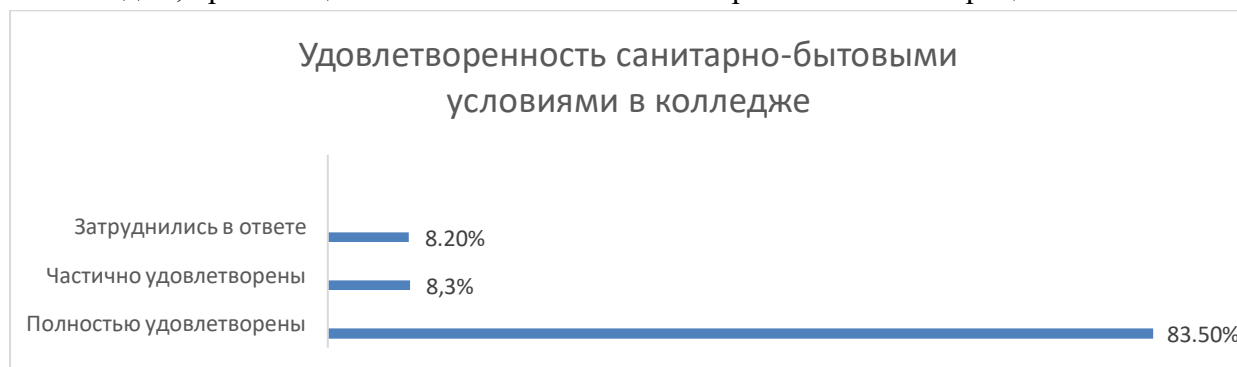 Удовлетворенность санитарно-бытовыми
условиями в колледже
Затруднились в ответе
8.20%
Частично удовлетворены
8,3%
Полностью удовлетворены
83.50%